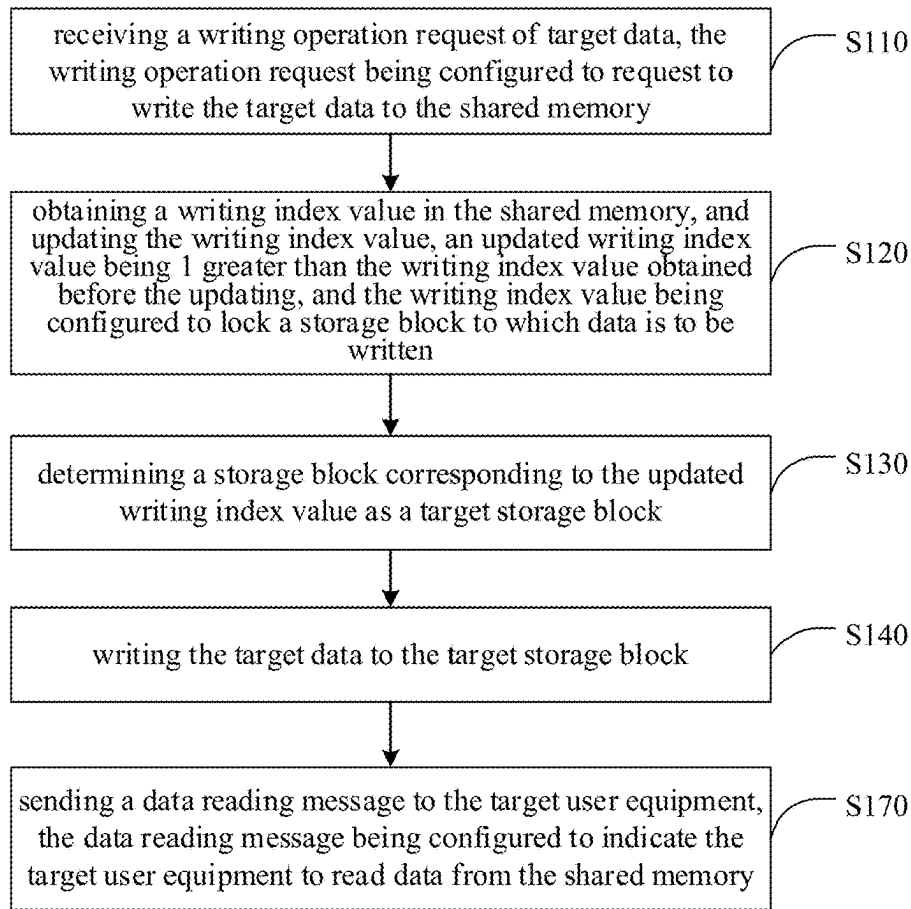 receiving a writing operation request of target data, the
writing operation request being configured to request to
write the target data to the shared memory
S110
obtaining a writing index value in the shared memory, and
updating the writing index value, an updated writing index
value being 1 greater than the writing index value obtained
before the updating, and the writing index value being
configured to lock a storage block to which data is to be
written
S120
determining a storage block corresponding to the updated
writing index value as a target storage block
S130
writing the target data to the target storage block
S140
sending a data reading message to the target user equipment,
the data reading message being configured to indicate the
target user equipment to read data from the shared memory
S170